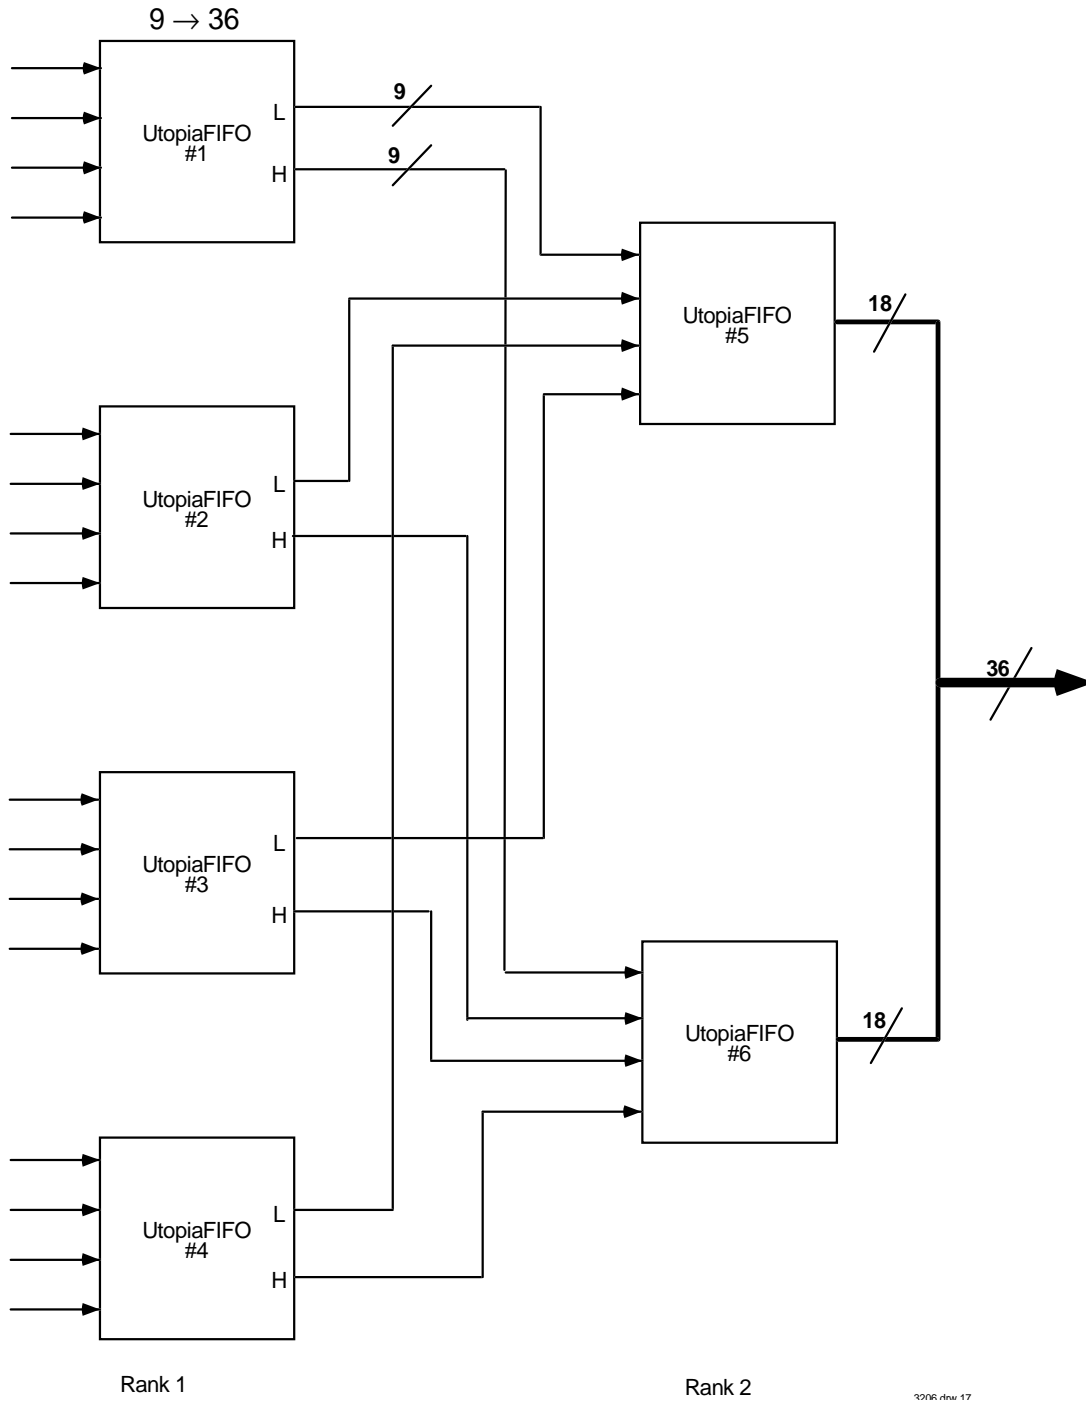 9 → 36
UtopiaFIFO
#1
L
H
9
9
UtopiaFIFO
#5
18
UtopiaFIFO
#2
L
H
36
UtopiaFIFO
#3
L
H
UtopiaFIFO
#6
18
UtopiaFIFO
#4
L
H
Rank 1
Rank 2
3206 drw 17